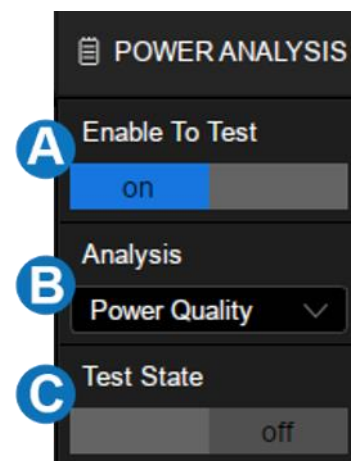 POWER ANALYSIS
A
Enable To Test
on
Analysis
B
Power Quality
Test State
C
off